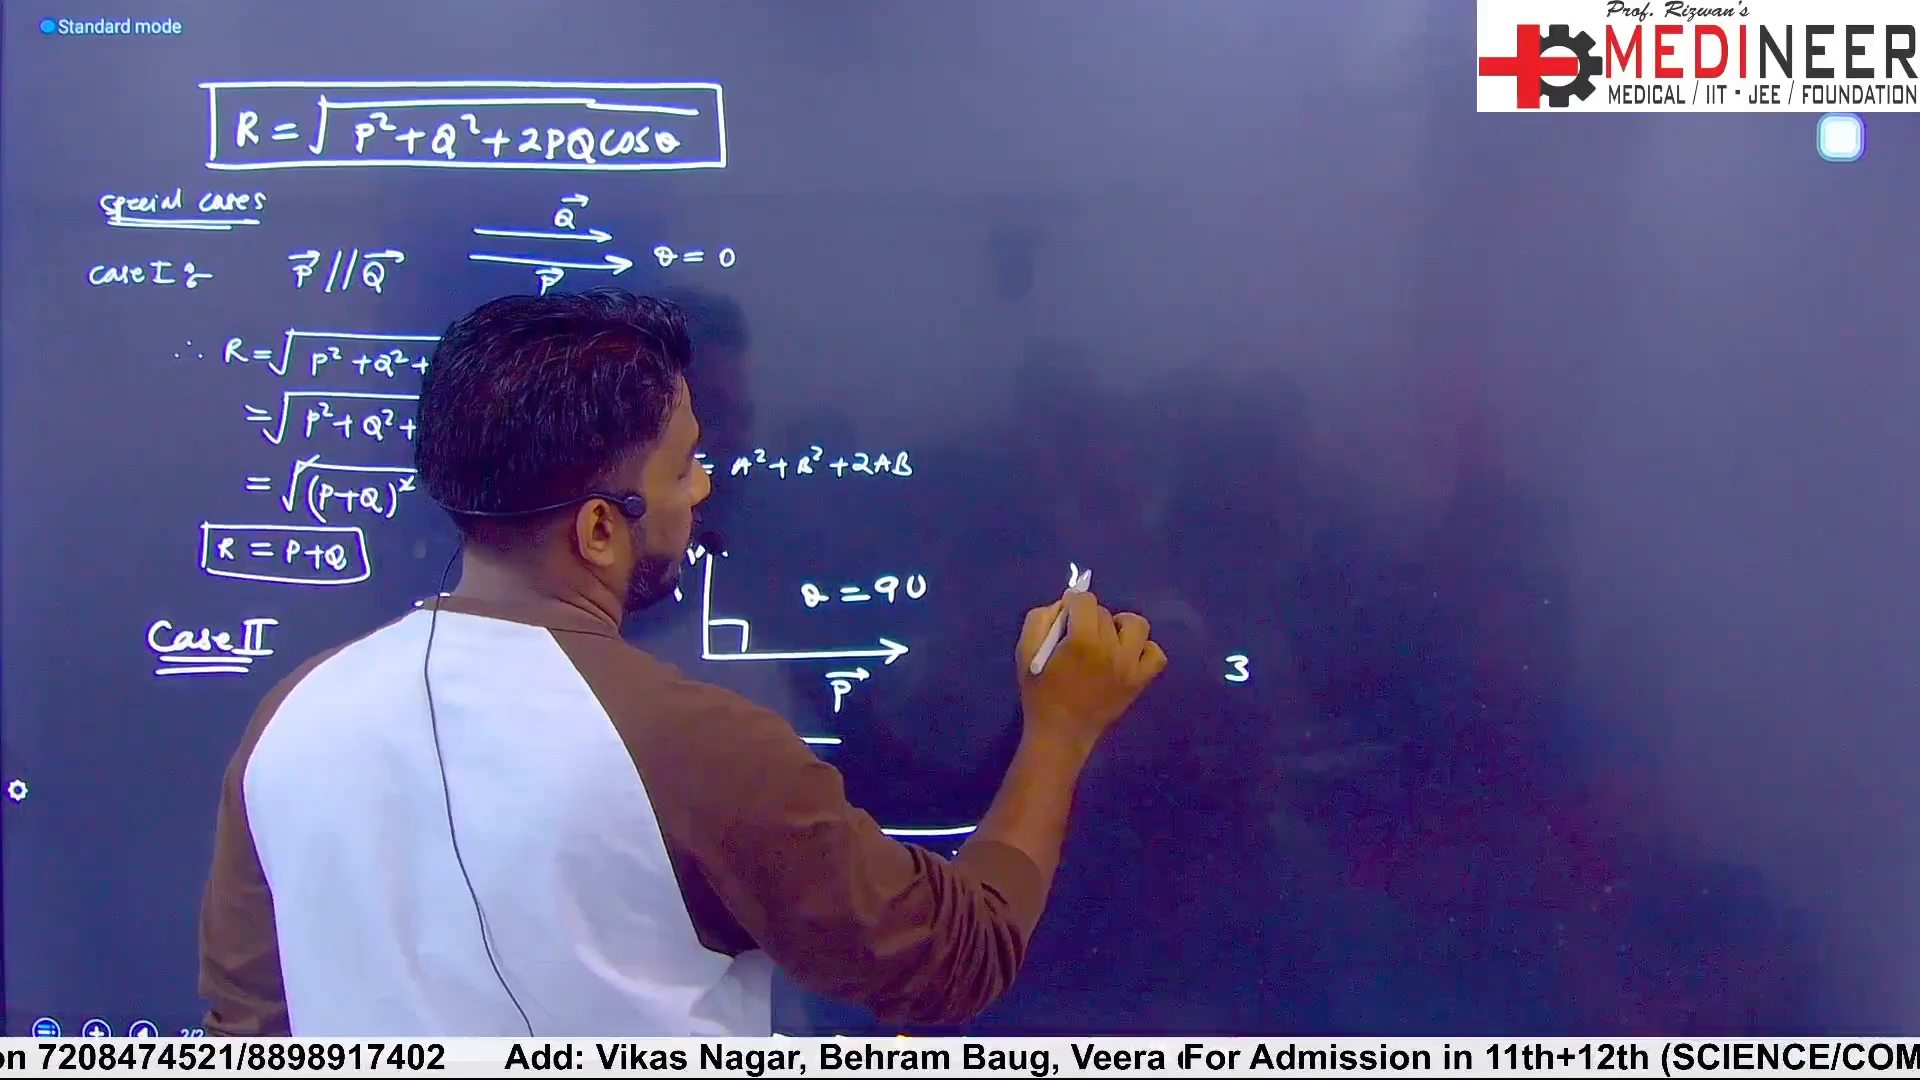 Standard mode
Prof. Rizwan's
MEDINEER
MEDICAL / IIT - JEE / FOUNDATION
R = √P²+Q²+2PQcosθ
special cases
Q⃗
case I :- P⃗ // Q⃗ θ = 0
P⃗
∴ R = √P²+Q²+
= √P²+Q²+
= A²+B²+2AB
= √(P+Q)²
R = P+Q
θ = 90
Case II
3
P⃗
on 7208474521/8898917402 Add: Vikas Nagar, Behram Baug, Veera For Admission in 11th+12th (SCIENCE/COM